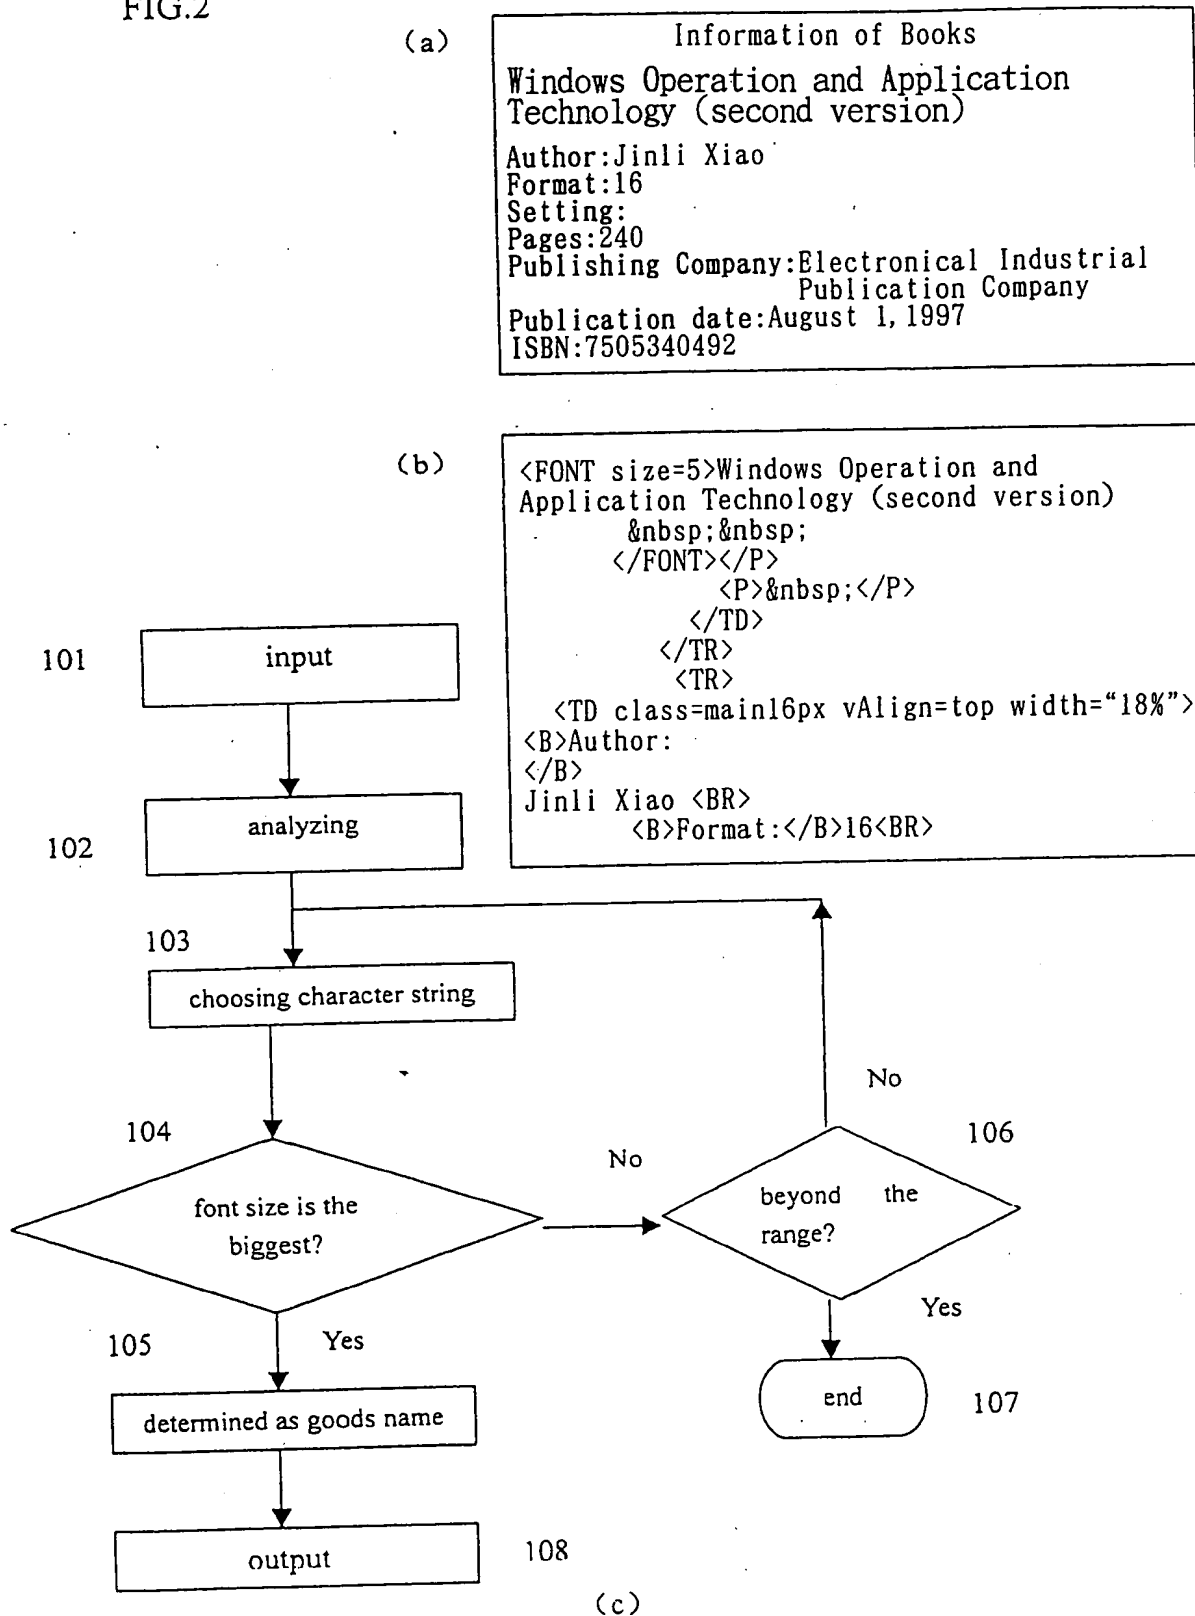 FIG.2
(a)
Information of Books
Windows Operation and Application
Technology (second version)
Author:Jinli Xiao
Format:16
Setting:
Pages:240
Publishing Company:Electronical Industrial
Publication Company
Publication date:August 1, 1997
ISBN:7505340492
(b)
<FONT size=5>Windows Operation and
Application Technology (second version)
&nbsp;&nbsp;
</FONT></P>
<P>&nbsp;</P>
</TD>
</TR>
<TR>
<TD class=main16px vAlign=top width=“18%”>
<B>Author:
</B>
Jinli Xiao <BR>
<B>Format:</B>16<BR>
101
input
102
analyzing
103
choosing character string
104
font size is the
biggest?
No
106
beyond the
range?
No
Yes
105
Yes
determined as goods name
end
107
output
108
(c)